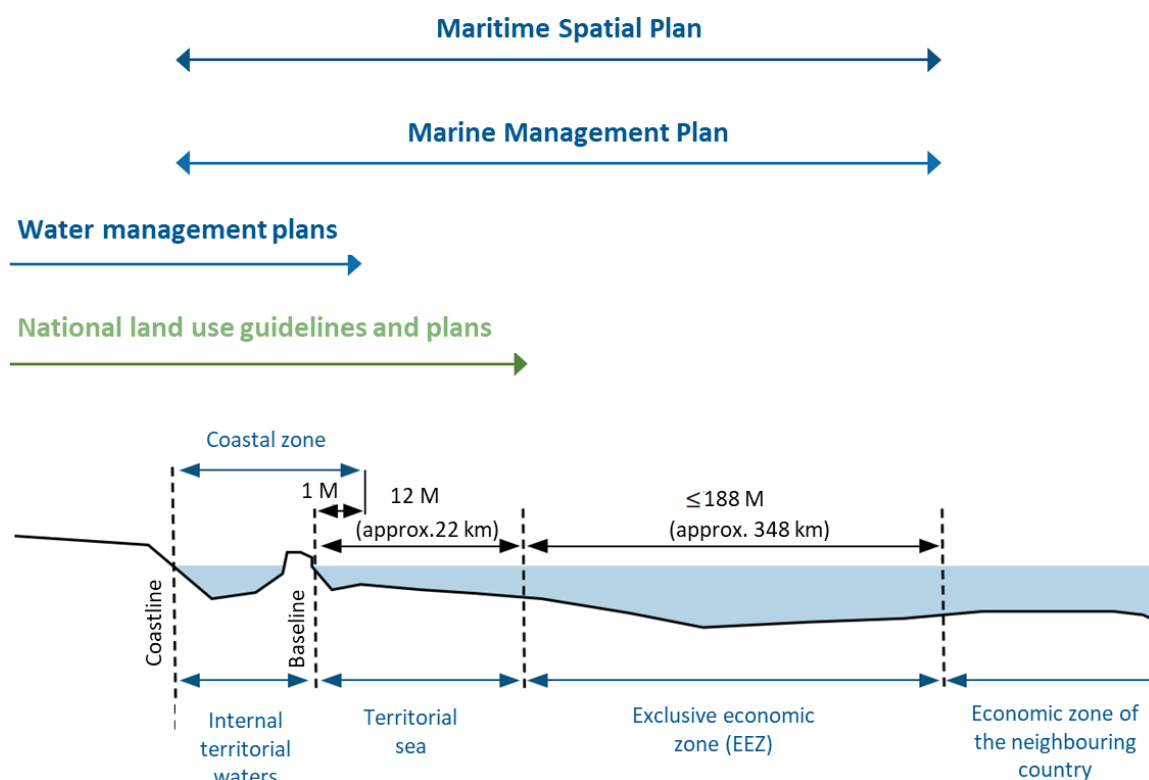 Maritime Spatial Plan
Marine Management Plan
Water management plans
National land use guidelines and plans
Coastal zone
1 M
12 M
(approx.22 km)
≤188 M
(approx. 348 km)
Coastline
Baseline
Internal
territorial
waters
Territorial
sea
Exclusive economic
zone (EEZ)
Economic zone of
the neighbouring
country